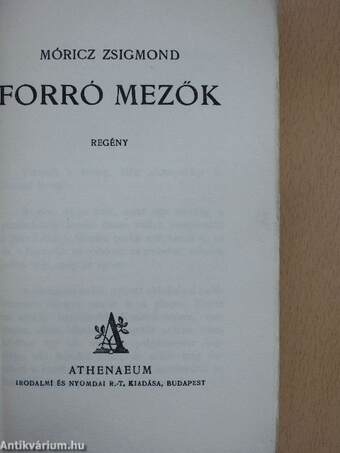 MÓRICZ ZSIGMOND
FORRÓ MEZŐK
REGÉNY
A
ATHENAEUM
IRODALMI ÉS NYOMDAI R.-T. KIADÁSA, BUDAPEST
Antikvárium.hu